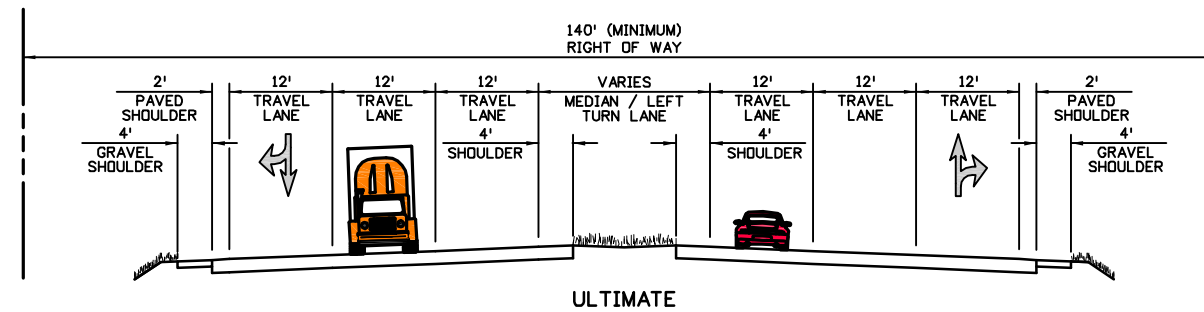 140' (MINIMUM)
RIGHT OF WAY
2'
PAVED
SHOULDER
12'
TRAVEL
LANE
12'
TRAVEL
LANE
12'
TRAVEL
LANE
VARIES
MEDIAN / LEFT
TURN LANE
12'
TRAVEL
LANE
12'
TRAVEL
LANE
12'
TRAVEL
LANE
2'
PAVED
SHOULDER
4'
GRAVEL
SHOULDER
4'
SHOULDER
4'
SHOULDER
4'
GRAVEL
SHOULDER
ULTIMATE